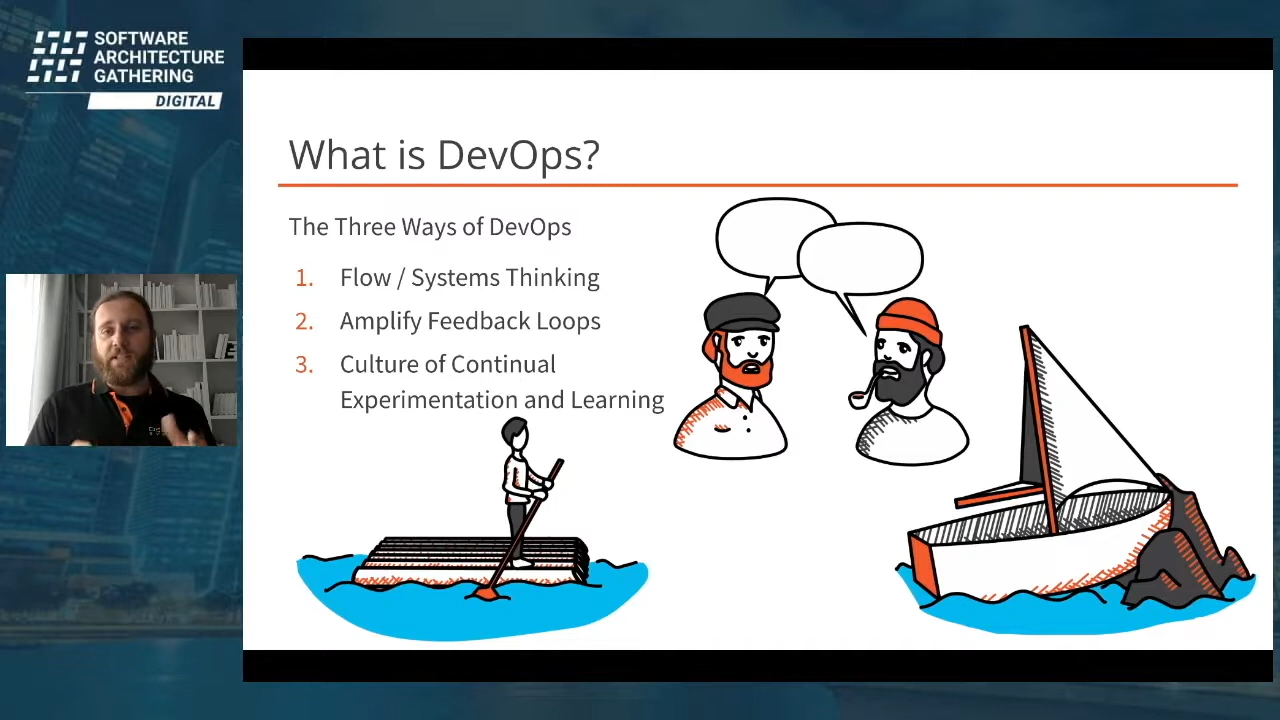 SOFTWARE
ARCHITECTURE
GATHERING
DIGITAL
What is DevOps?
The Three Ways of DevOps
1. Flow / Systems Thinking
2. Amplify Feedback Loops
3. Culture of Continual
Experimentation and Learning